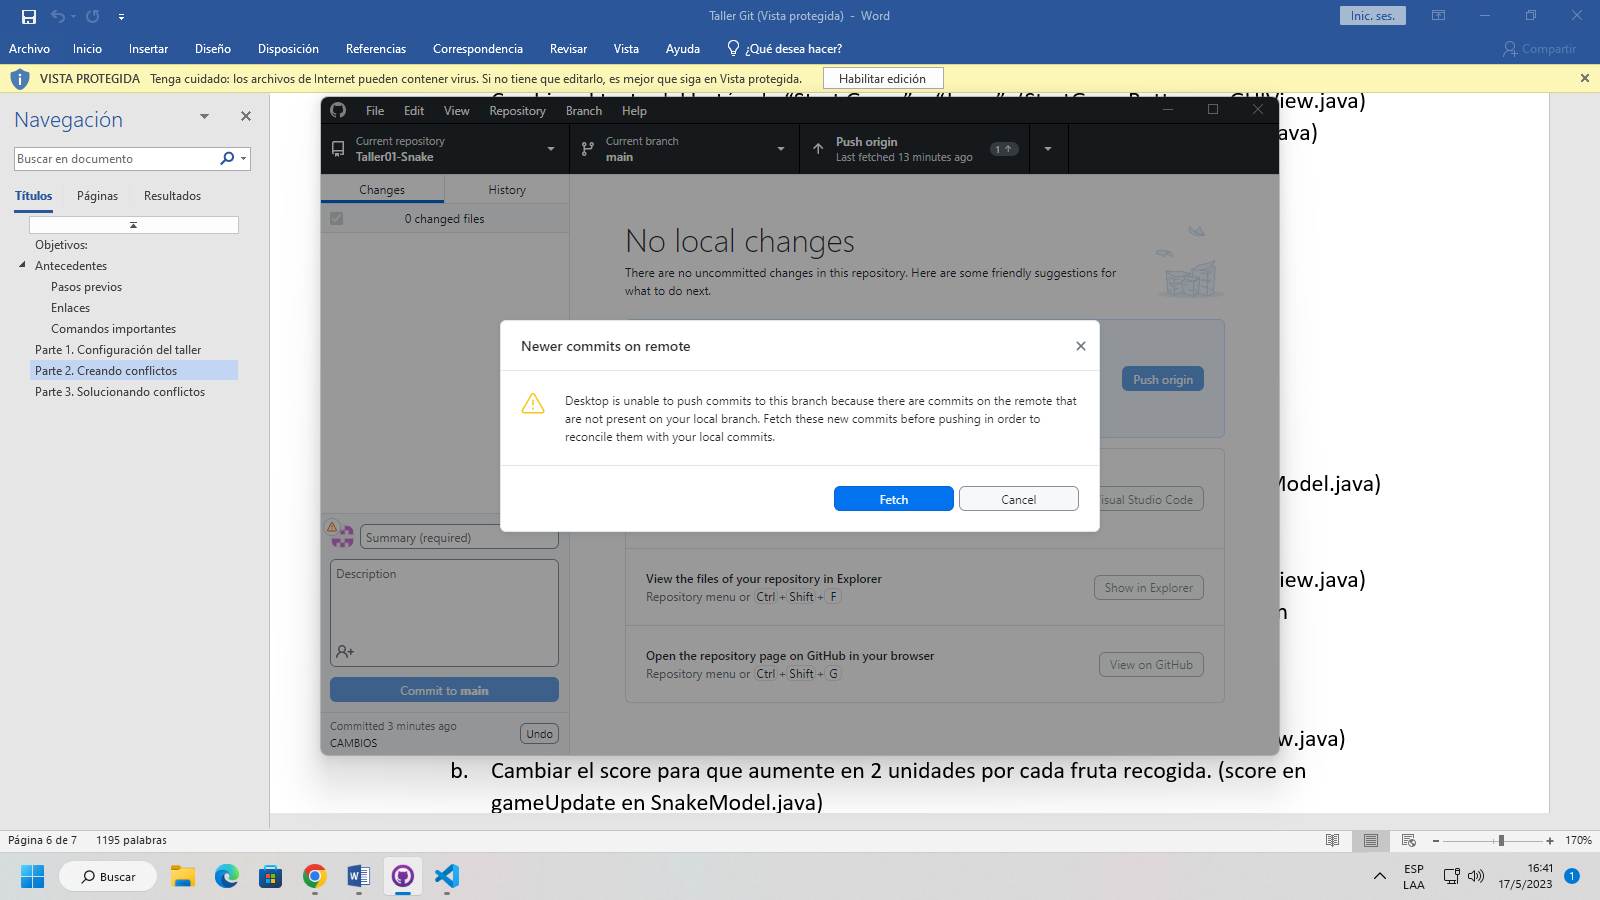 Taller Git (Vista protegida) - Word
Inic. ses.
Archivo Inicio Insertar Diseño Disposición Referencias Correspondencia Revisar Vista Ayuda ¿Qué desea hacer? Compartir
VISTA PROTEGIDA Tenga cuidado: los archivos de Internet pueden contener virus. Si no tiene que editarlo, es mejor que siga en Vista protegida. Habilitar edición
Navegación
Buscar en documento
Títulos Páginas Resultados
Objetivos:
Antecedentes
Pasos previos
Enlaces
Comandos importantes
Parte 1. Configuración del taller
Parte 2. Creando conflictos
Parte 3. Solucionando conflictos
iew.java)
ava)
File Edit View Repository Branch Help
Current repository
Taller01-Snake
Current branch
main
Push origin
Last fetched 13 minutes ago
1
Changes History
0 changed files
No local changes
There are no uncommitted changes in this repository. Here are some friendly suggestions for
what to do next.
Push origin
Newer commits on remote
Desktop is unable to push commits to this branch because there are commits on the remote that
are not present on your local branch. Fetch these new commits before pushing in order to
reconcile them with your local commits.
Fetch Cancel
isual Studio Code
Model.java)
View the files of your repository in Explorer
Repository menu or Ctrl + Shift + F
Show in Explorer
iew.java)
n
Open the repository page on GitHub in your browser
Repository menu or Ctrl + Shift + G
View on GitHub
Summary (required)
Description
Commit to main
Committed 3 minutes ago
CAMBIOS
Undo
w.java)
b. Cambiar el score para que aumente en 2 unidades por cada fruta recogida. (score en
gameUpdate en SnakeModel.java)
Página 6 de 7 1195 palabras
170%
Buscar
ESP
LAA
16:41
17/5/2023
1